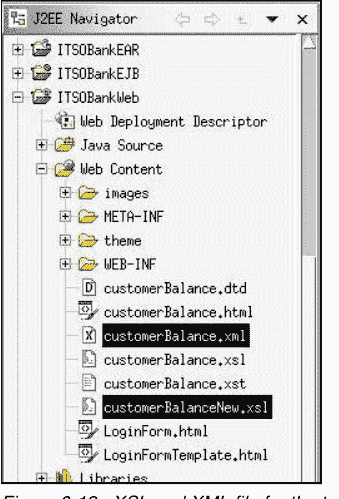 J2EE Navigator
ITSOBankEAR
ITSOBankEJB
ITSOBankWeb
Web Deployment Descriptor
Java Source
Web Content
images
META-INF
theme
WEB-INF
customerBalance.dtd
customerBalance.html
customerBalance.xml
customerBalance.xsl
customerBalance.xst
customerBalanceNew.xsl
LoginForm.html
LoginFormTemplate.html
Libraries